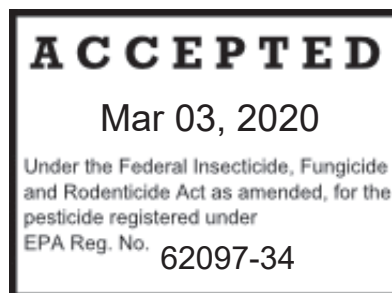 ACCEPTED
Mar 03, 2020
Under the Federal Insecticide, Fungicide
and Rodenticide Act as amended, for the
pesticide registered under
EPA Reg. No. 62097-34